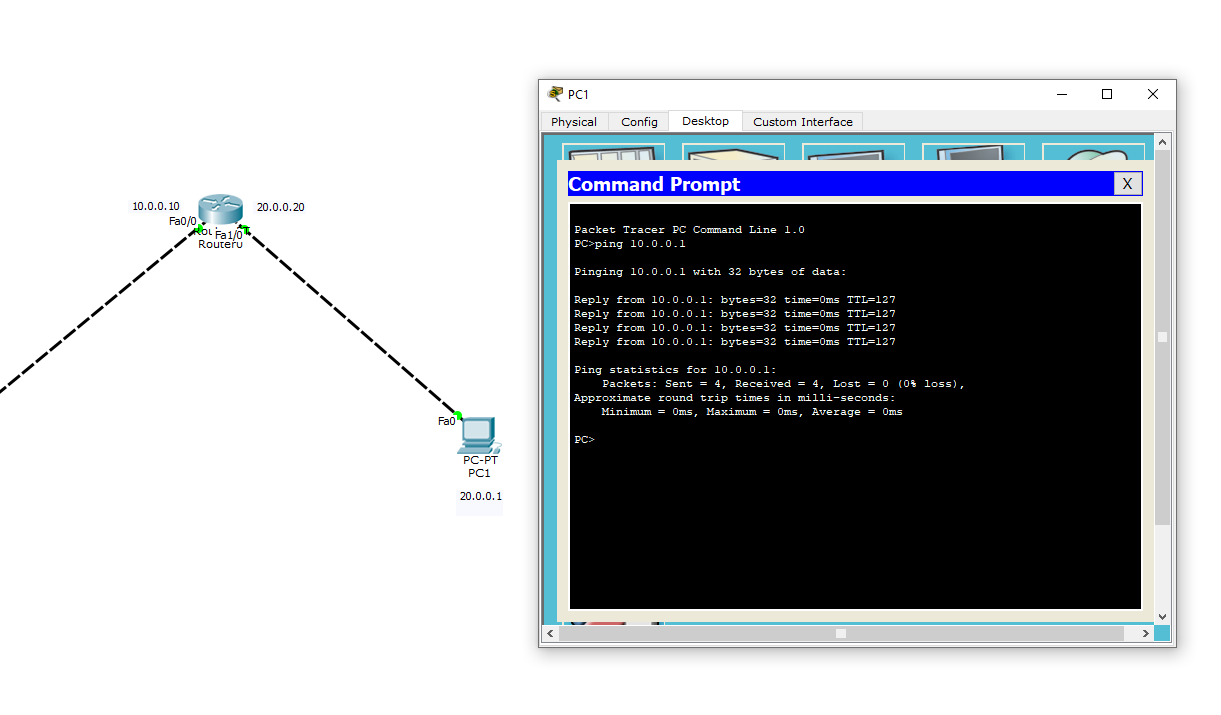 10.0.0.10
20.0.0.20
Fa0/0
Fa1/0
Router0
Fa0
PC-PT
PC1
20.0.0.1
PC1
Physical Config Desktop Custom Interface
Command Prompt X
Packet Tracer PC Command Line 1.0
PC>ping 10.0.0.1
Pinging 10.0.0.1 with 32 bytes of data:
Reply from 10.0.0.1: bytes=32 time=0ms TTL=127
Reply from 10.0.0.1: bytes=32 time=0ms TTL=127
Reply from 10.0.0.1: bytes=32 time=0ms TTL=127
Reply from 10.0.0.1: bytes=32 time=0ms TTL=127
Ping statistics for 10.0.0.1:
Packets: Sent = 4, Received = 4, Lost = 0 (0% loss),
Approximate round trip times in milli-seconds:
Minimum = 0ms, Maximum = 0ms, Average = 0ms
PC>